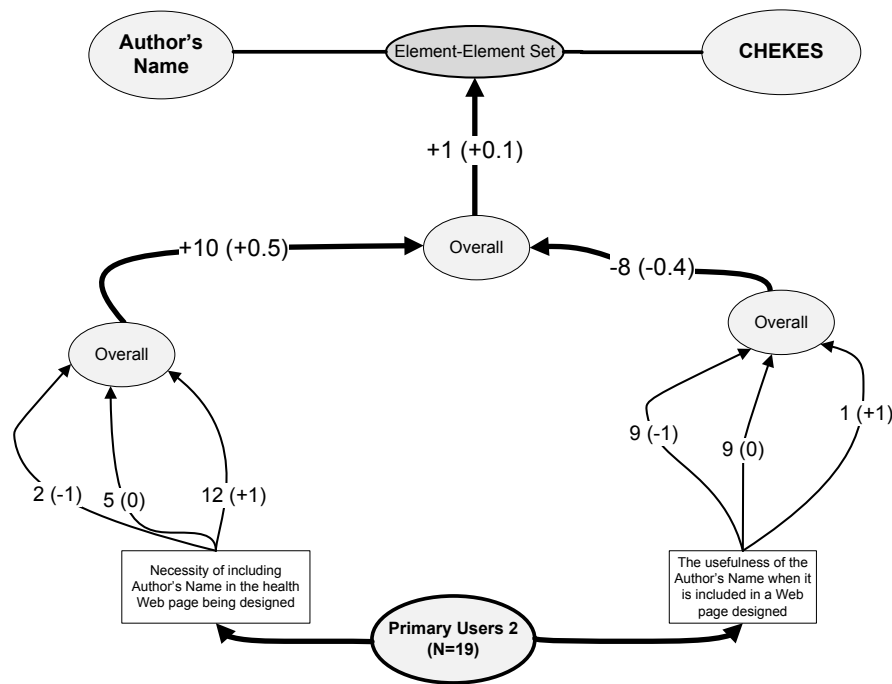 Author's
Name
Element-Element Set
CHEKES
+1 (+0.1)
+10 (+0.5)
Overall
-8 (-0.4)
Overall
Overall
2 (-1)
5 (0)
12 (+1)
9 (-1)
9 (0)
1 (+1)
Necessity of including
Author's Name in the health
Web page being designed
The usefulness of the
Author's Name when it
is included in a Web
page designed
Primary Users 2
(N=19)